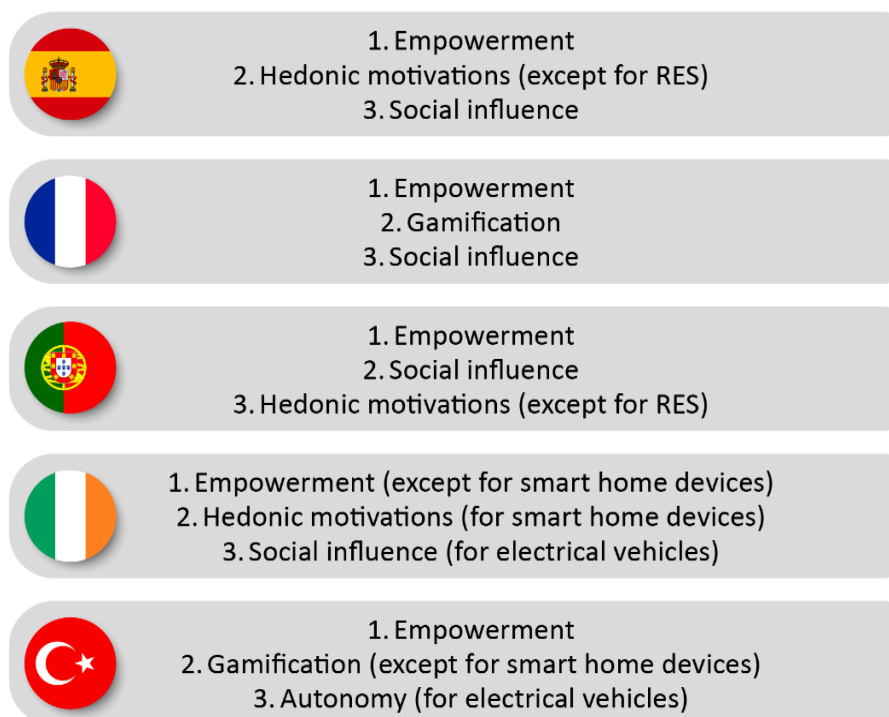 1. Empowerment
2. Hedonic motivations (except for RES)
3. Social influence
1. Empowerment
2. Gamification
3. Social influence
1. Empowerment
2. Social influence
3. Hedonic motivations (except for RES)
1. Empowerment (except for smart home devices)
2. Hedonic motivations (for smart home devices)
3. Social influence (for electrical vehicles)
1. Empowerment
2. Gamification (except for smart home devices)
3. Autonomy (for electrical vehicles)